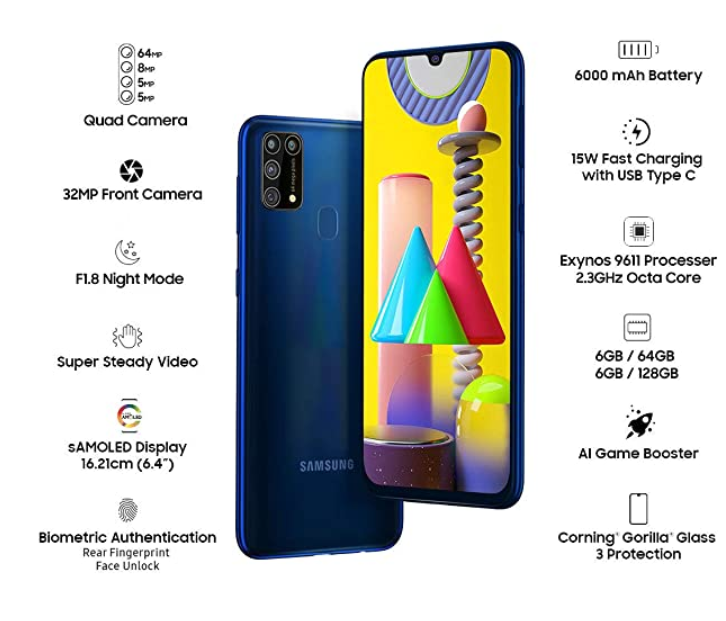 64MP
8MP
5MP
5MP
Quad Camera
32MP Front Camera
F1.8 Night Mode
Super Steady Video
sAMOLED Display
16.21cm (6.4”)
Biometric Authentication
Rear Fingerprint
Face Unlock
SAMSUNG
6000 mAh Battery
15W Fast Charging
with USB Type C
Exynos 9611 Processer
2.3GHz Octa Core
6GB / 64GB
6GB / 128GB
AI Game Booster
Corning® Gorilla® Glass
3 Protection